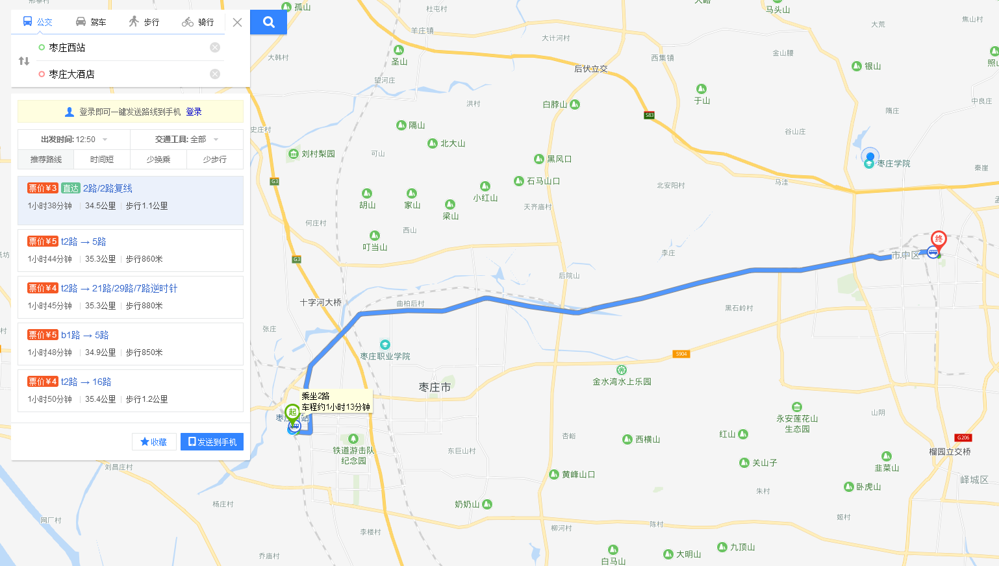 公交
驾车
步行
骑行
枣庄西站
枣庄大酒店
登录即可一键发送路线到手机 登录
出发时间: 12:50
交通工具: 全部
推荐路线
时间短
少换乘
少步行
票价¥3 直达 2路/2路复线
1小时38分钟 | 34.5公里 | 步行1.1公里
票价¥5 t2路 → 5路
1小时44分钟 | 35.3公里 | 步行860米
票价¥4 t2路 → 21路/29路/7路逆时针
1小时45分钟 | 35.3公里 | 步行880米
票价¥5 b1路 → 5路
1小时48分钟 | 34.9公里 | 步行850米
票价¥4 t2路 → 16路
1小时50分钟 | 35.4公里 | 步行1.2公里
收藏
发送到手机
孤山
杜屯村
马头山
焦山村
大荒
羊庄镇
大计河村
大韩村
圣山
后伏立交
西集镇
金山腰
银山
望河庄
于山
洪村
白脖山
中良庄
隋庄
S83
史庄村
隔山
谷山庄
北大山
刘村梨园
可山
黑风口
枣庄学院
秦崖
G3
石马山口
马洼
北安阳村
小红山
胡山
家山
梁山
天齐庙村
何庄村
西山
叮当山
终
李庄
市中区
G3
后院山
十字河大桥
曲柏后村
黑石岭村
张庄
枣庄职业学院
S904
金水湾水上乐园
枣庄市
乘坐2路
车程约1小时13分钟
起
永安莲花山
生态园
山阴
杏峪
西横山
红山
G206
铁道游击队
纪念园
东巨山村
榴园立交桥
关山子
韭菜山
刘昌庄村
黄峰山口
峄城区
卧虎山
朱村
杨庄村
奶奶山
网厂村
姬村
陈村
柳河村
李楼村
九顶山
乔庙村
大明山
白马山